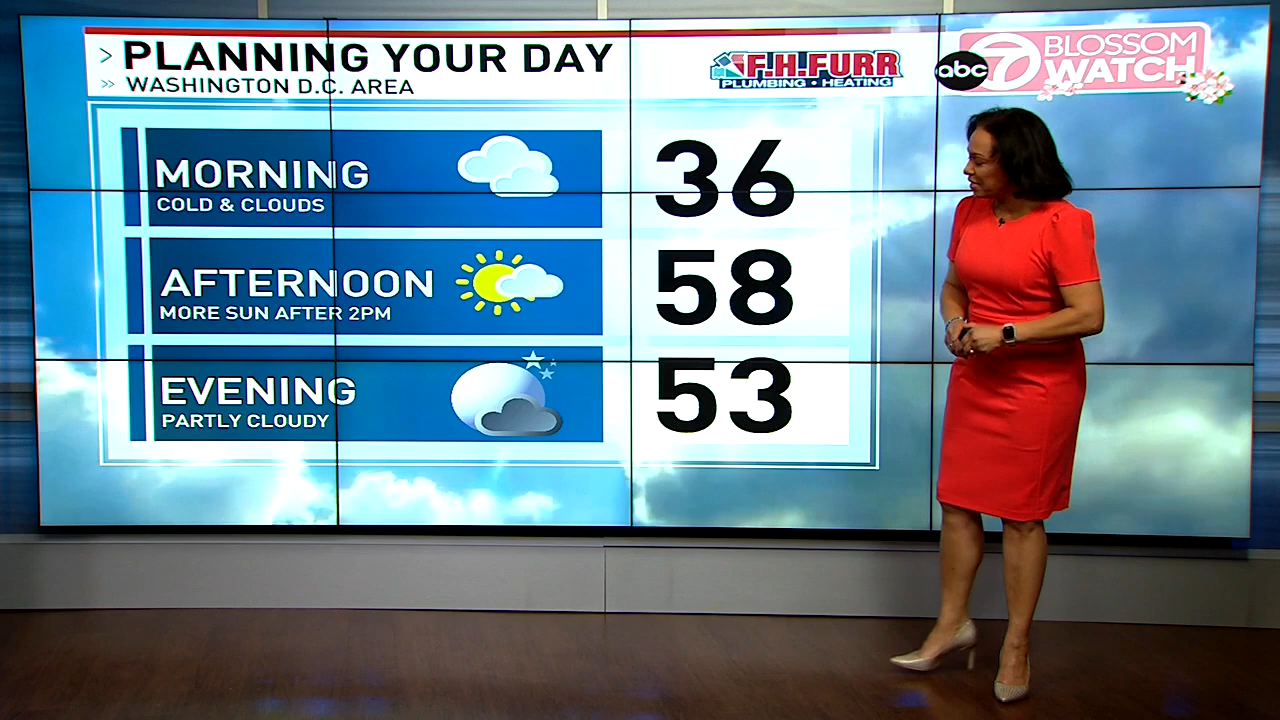 > PLANNING YOUR DAY
» WASHINGTON D.C. AREA
F.H. FURR
PLUMBING • HEATING
abc 7 BLOSSOM
WATCH
MORNING
COLD & CLOUDS
36
AFTERNOON
MORE SUN AFTER 2PM
58
EVENING
PARTLY CLOUDY
53